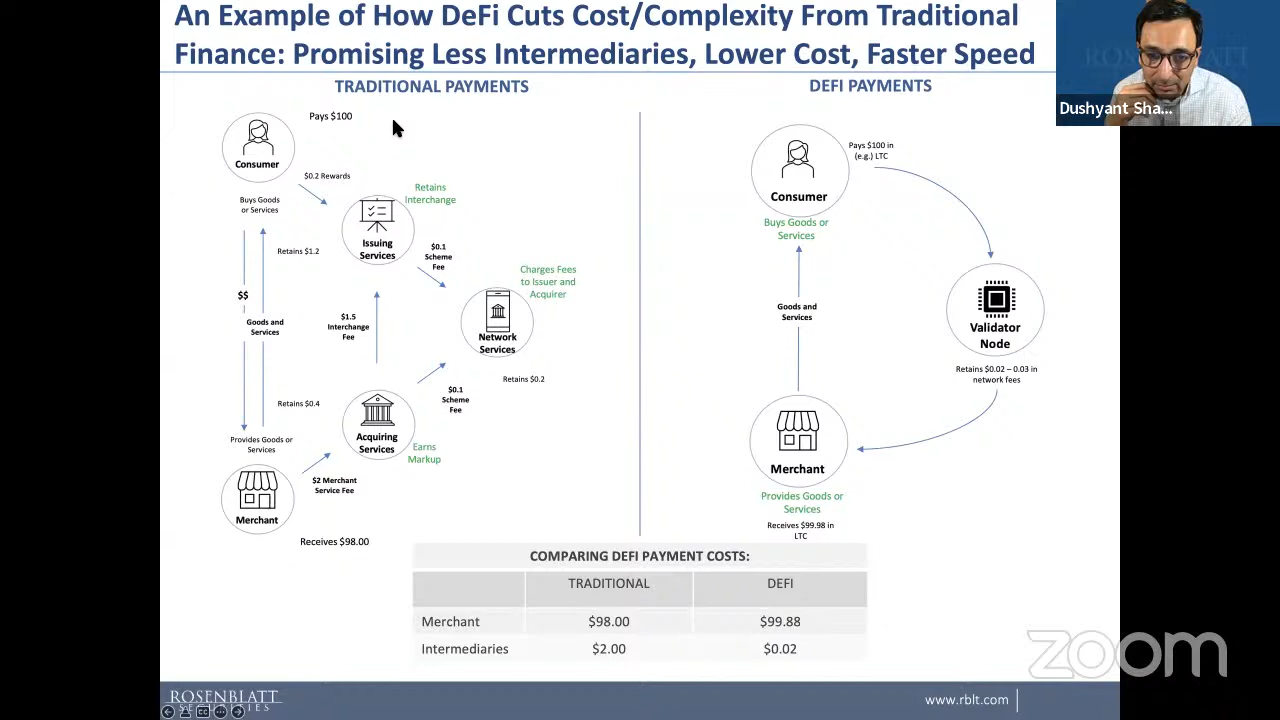 An Example of How DeFi Cuts Cost/Complexity From Traditional
Finance: Promising Less Intermediaries, Lower Cost, Faster Speed
TRADITIONAL PAYMENTS
Pays $100
Consumer
$0.2 Rewards
Buys Goods
or Services
Retains
Interchange
Issuing
Services
Retains $1.2
$0.1
Scheme
Fee
Charges Fees
to Issuer and
Acquirer
$$
Goods and
Services
$1.5
Interchange
Fee
Network
Services
Retains $0.2
$0.1
Scheme
Fee
Retains $0.4
Acquiring
Services
Earns
Markup
Provides Goods or
Services
$2 Merchant
Service Fee
Merchant
Receives $98.00
DEFI PAYMENTS
Pays $100 in
(e.g.) LTC
Consumer
Buys Goods or
Services
Goods and
Services
Validator
Node
Retains $0.02 – 0.03 in
network fees
Merchant
Provides Goods or
Services
Receives $99.98 in
LTC
COMPARING DEFI PAYMENT COSTS:
TRADITIONAL DEFI
Merchant $98.00 $99.88
Intermediaries $2.00 $0.02
ROSENBLATT
SECURITIES
www.rblt.com
Dushyant Sha...
zoom